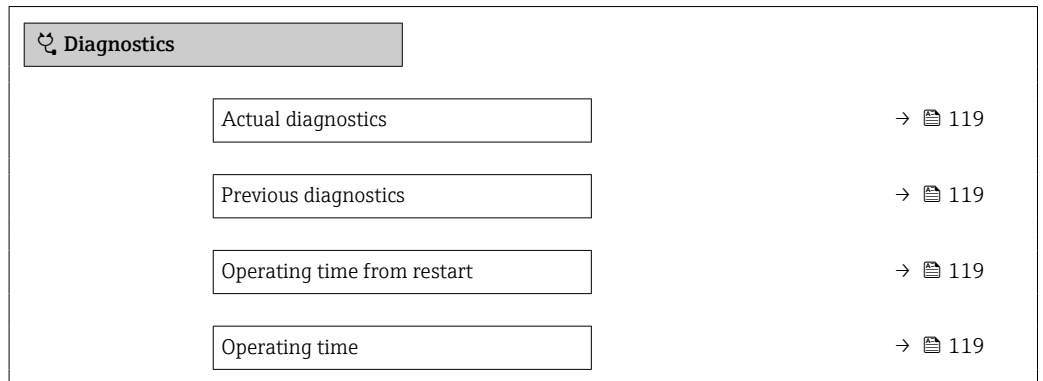 Diagnostics
Actual diagnostics → 119
Previous diagnostics → 119
Operating time from restart → 119
Operating time → 119